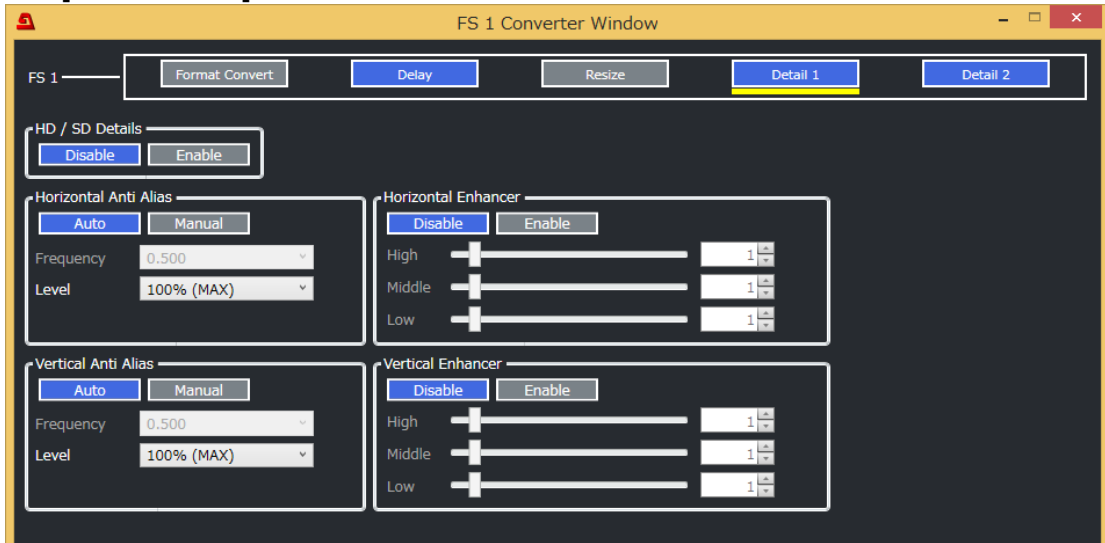 FS 1 Converter Window
FS 1 Format Convert Delay Resize Detail 1 Detail 2
HD / SD Details
Disable Enable
Horizontal Anti Alias
Auto Manual
Frequency 0.500
Level 100% (MAX)
Horizontal Enhancer
Disable Enable
High 1
Middle 1
Low 1
Vertical Anti Alias
Auto Manual
Frequency 0.500
Level 100% (MAX)
Vertical Enhancer
Disable Enable
High 1
Middle 1
Low 1